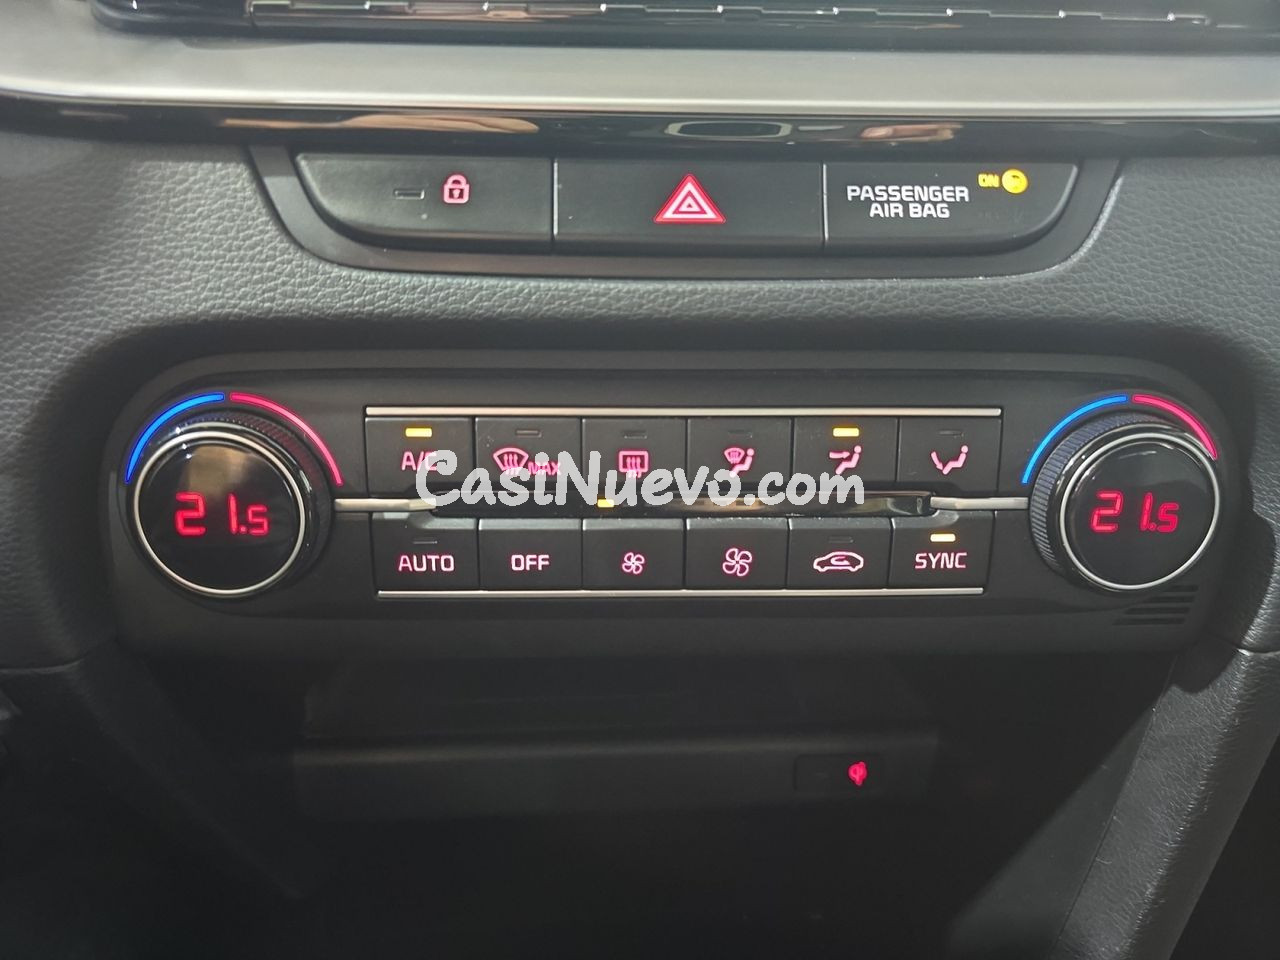 PASSENGER
AIR BAG
ON
A/C
MAX
CasiNuevo.com
21.5
21.5
AUTO
OFF
SYNC